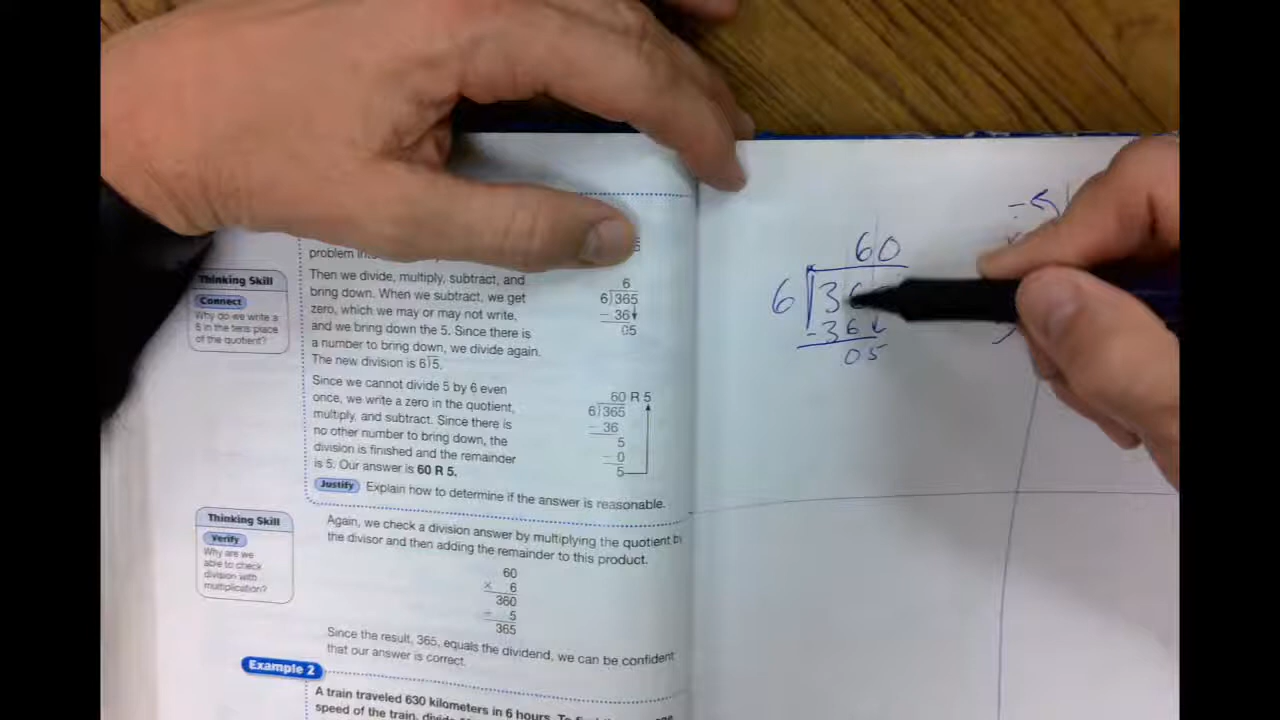 problem
Thinking Skill
Connect
Why do we write a
6 in the tens place
of the quotient?
Then we divide, multiply, subtract, and
bring down. When we subtract, we get
zero, which we may or may not write,
and we bring down the 5. Since there is
a number to bring down, we divide again.
The new division is 6)5.
6
6)365
- 36
05
Since we cannot divide 5 by 6 even
once, we write a zero in the quotient,
multiply, and subtract. Since there is
no other number to bring down, the
division is finished and the remainder
is 5. Our answer is 60 R 5.
60 R 5
6)365
- 36
5
- 0
5
Justify Explain how to determine if the answer is reasonable.
Thinking Skill
Verify
Why are we
able to check
division with
multiplication?
Again, we check a division answer by multiplying the quotient by
the divisor and then adding the remainder to this product.
60
× 6
360
5
365
Since the result, 365, equals the dividend, we can be confident
that our answer is correct.
Example 2
A train traveled 630 kilometers in 6 hours. To
speed of the train,
60
6)36
-36
05
÷